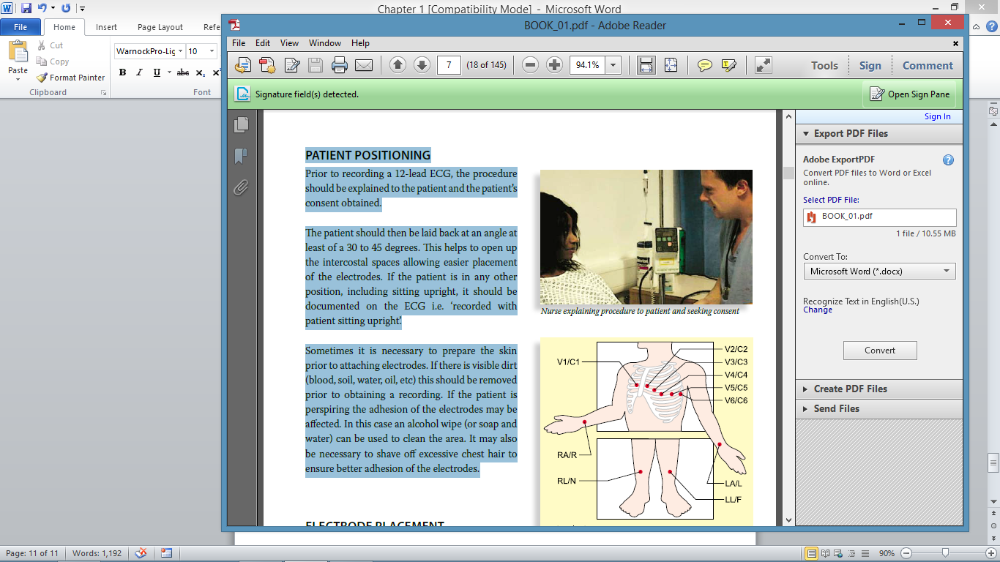 Chapter 1 [Compatibility Mode] - Microsoft Word
File Home Insert Page Layout Refe
Cut
Copy
Format Painter
Paste
Clipboard
WarnockPro-Lig 10
B I U abc x₂ x
Font
BOOK_01.pdf - Adobe Reader
File Edit View Window Help
7 (18 of 145) 94.1% Tools Sign Comment
Signature field(s) detected. Open Sign Pane
PATIENT POSITIONING
Prior to recording a 12-lead ECG, the procedure
should be explained to the patient and the patient's
consent obtained.
The patient should then be laid back at an angle at
least of a 30 to 45 degrees. This helps to open up
the intercostal spaces allowing easier placement
of the electrodes. If the patient is in any other
position, including sitting upright, it should be
documented on the ECG i.e. ‘recorded with
patient sitting upright’.
Sometimes it is necessary to prepare the skin
prior to attaching electrodes. If there is visible dirt
(blood, soil, water, oil, etc) this should be removed
prior to obtaining a recording. If the patient is
perspiring the adhesion of the electrodes may be
affected. In this case an alcohol wipe (or soap and
water) can be used to clean the area. It may also
be necessary to shave off excessive chest hair to
ensure better adhesion of the electrodes.
ELECTRODE PLACEMENT
Nurse explaining procedure to patient and seeking consent
V1/C1
V2/C2
V3/C3
V4/C4
V5/C5
V6/C6
RA/R
RL/N
LA/L
LL/F
Sign In
Export PDF Files
Adobe ExportPDF
Convert PDF files to Word or Excel
online.
Select PDF File:
BOOK_01.pdf
1 file / 10.55 MB
Convert To:
Microsoft Word (*.docx)
Recognize Text in English(U.S.)
Change
Convert
Create PDF Files
Send Files
Page: 11 of 11 Words: 1,192 90%